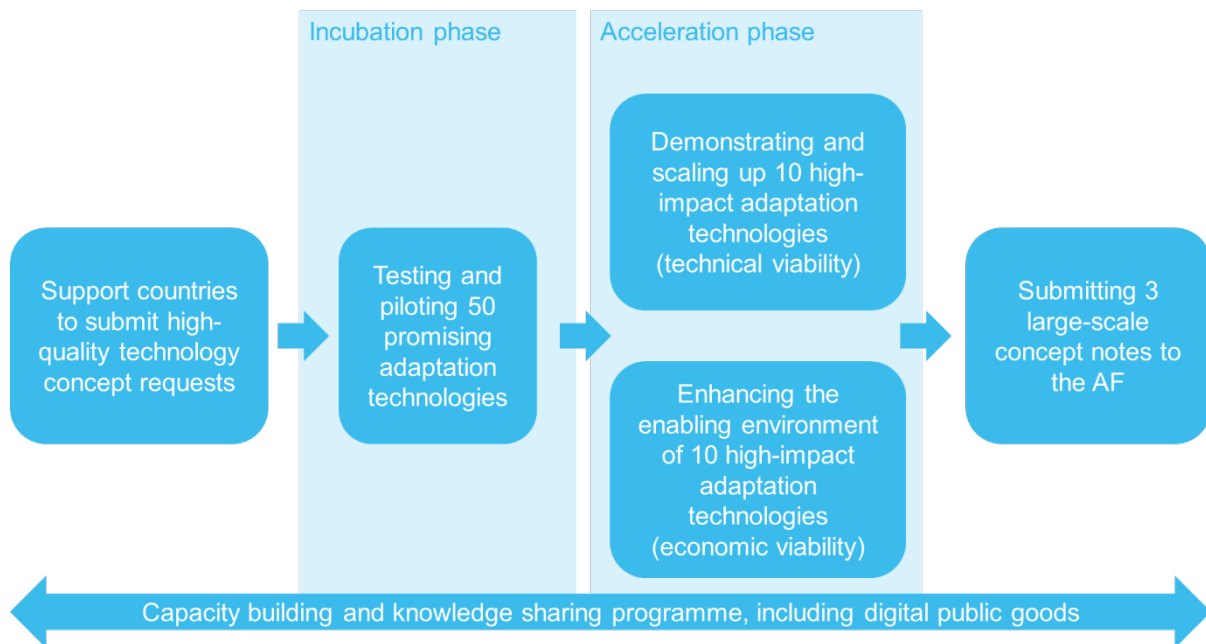 Incubation phase
Acceleration phase
Support countries
to submit high-
quality technology
concept requests
Testing and
piloting 50
promising
adaptation
technologies
Demonstrating and
scaling up 10 high-
impact adaptation
technologies
(technical viability)
Enhancing the
enabling environment
of 10 high-impact
adaptation
technologies
(economic viability)
Submitting 3
large-scale
concept notes to
the AF
Capacity building and knowledge sharing programme, including digital public goods